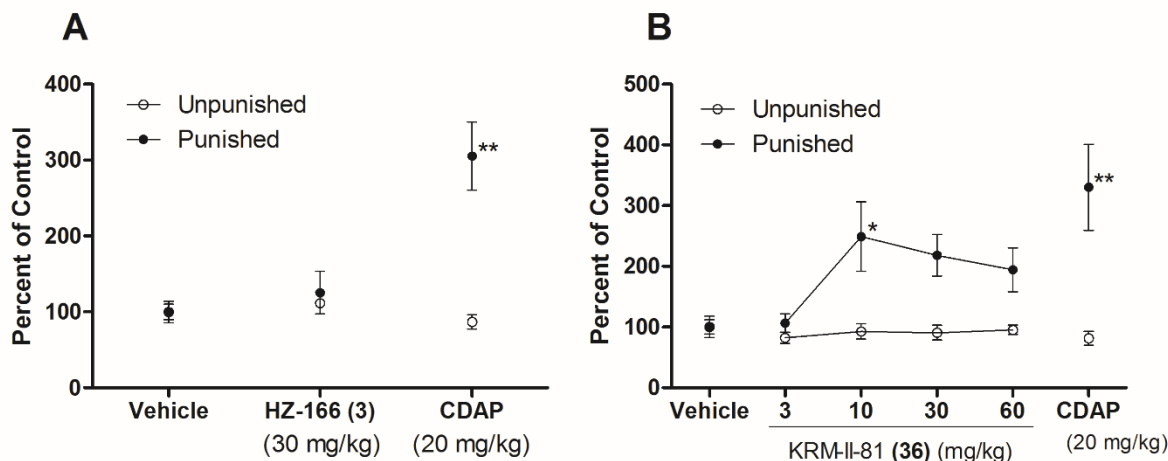 A
Percent of Control
400
300
200
100
0
Unpunished
Punished
**
Vehicle
HZ-166 (3)
(30 mg/kg)
CDAP
(20 mg/kg)
B
Percent of Control
500
400
300
200
100
0
Unpunished
Punished
*
**
Vehicle
3 10 30 60
KRM-II-81 (36) (mg/kg)
CDAP
(20 mg/kg)